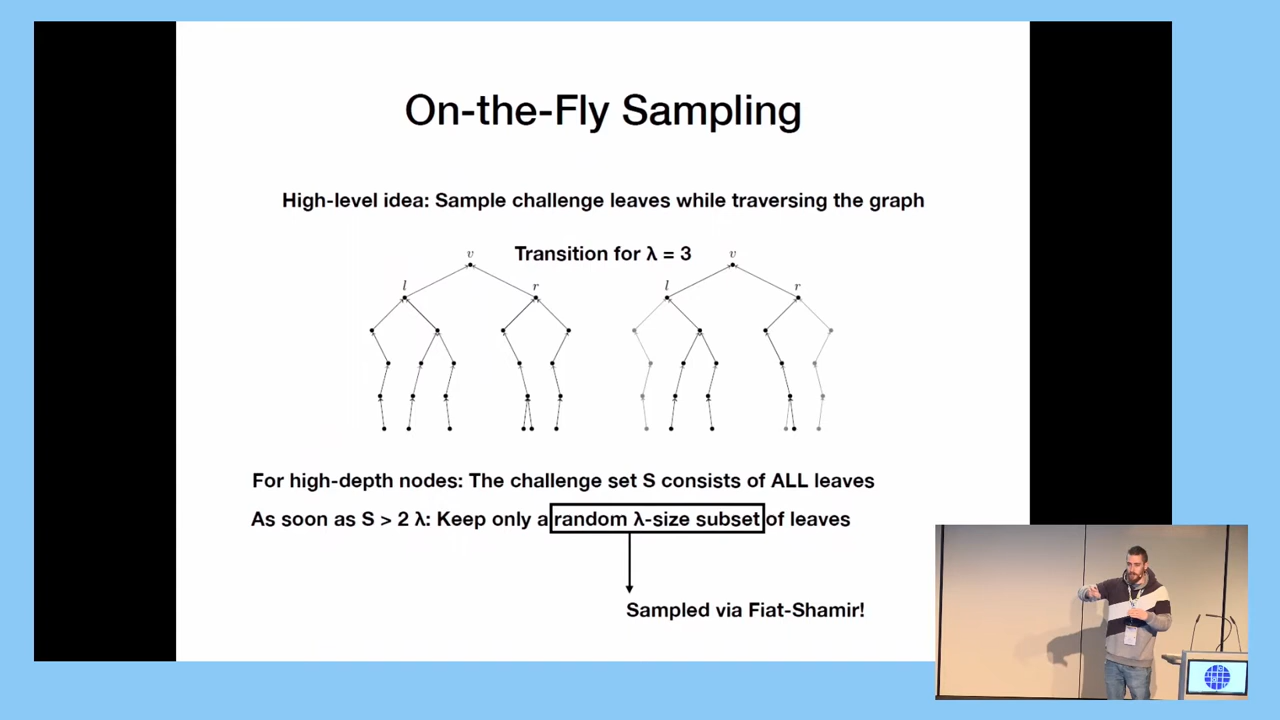 On-the-Fly Sampling
High-level idea: Sample challenge leaves while traversing the graph
Transition for λ = 3
v
v
l
r
l
r
For high-depth nodes: The challenge set S consists of ALL leaves
As soon as S > 2 λ: Keep only a random λ-size subset of leaves
Sampled via Fiat-Shamir!